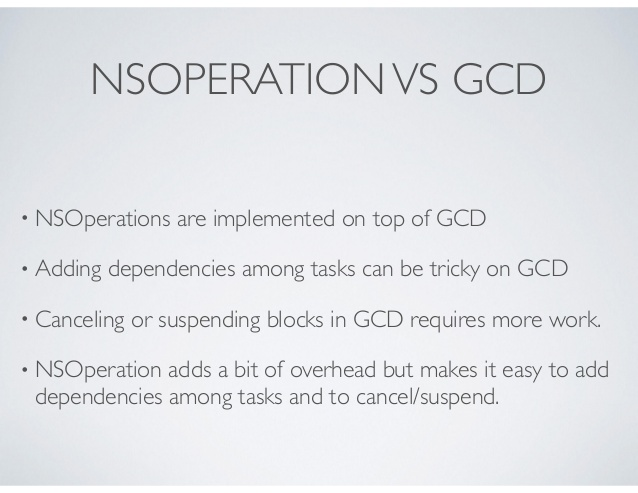 NSOPERATION VS GCD
• NSOperations are implemented on top of GCD
• Adding dependencies among tasks can be tricky on GCD
• Canceling or suspending blocks in GCD requires more work.
• NSOperation adds a bit of overhead but makes it easy to add
dependencies among tasks and to cancel/suspend.